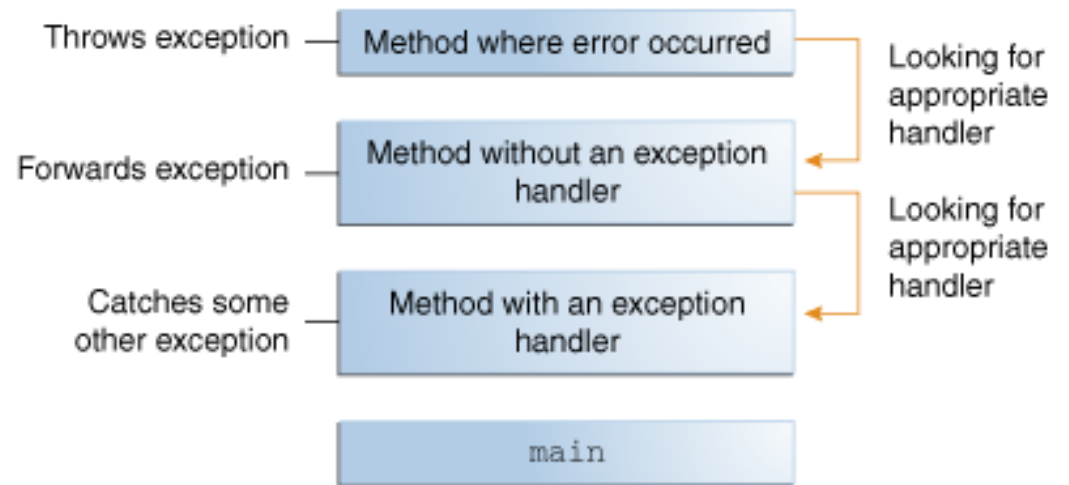 Throws exception
Method where error occurred
Looking for
appropriate
handler
Forwards exception
Method without an exception
handler
Looking for
appropriate
handler
Catches some
other exception
Method with an exception
handler
main